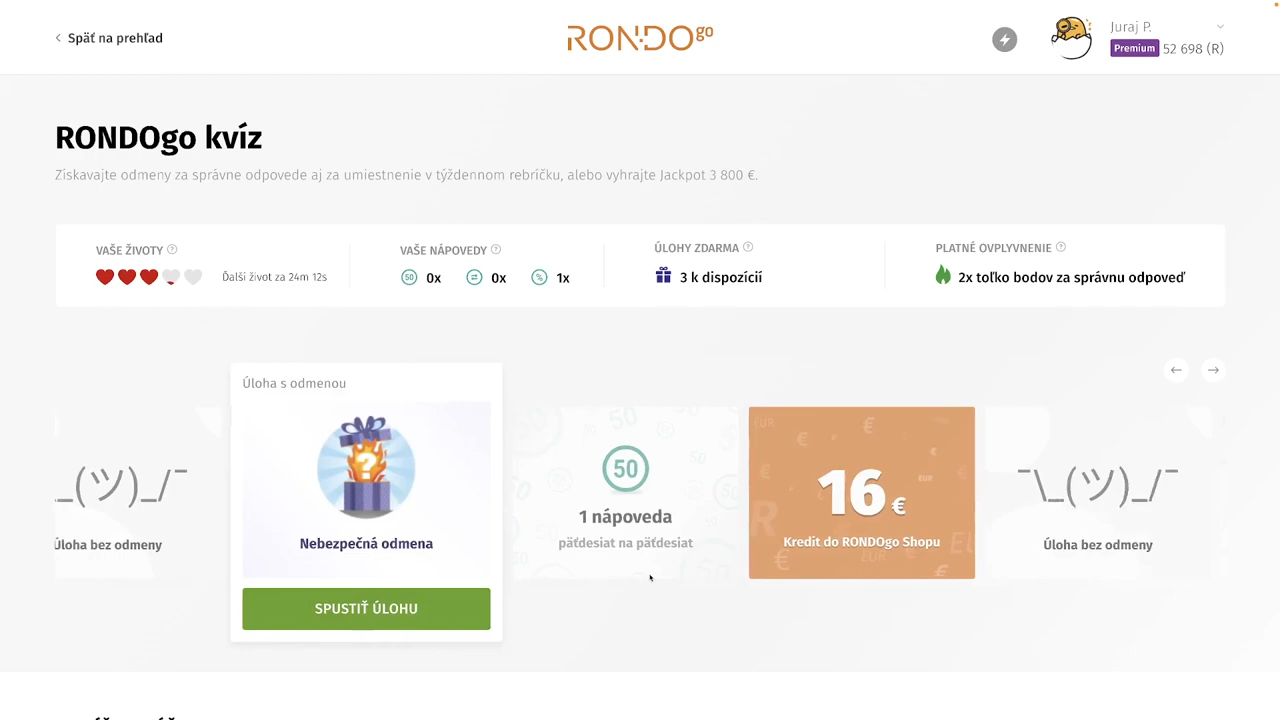 Späť na prehľad
RONDOgo
Juraj P.
Premium 52 698 (R)
RONDOgo kvíz
Získavajte odmeny za správne odpovede aj za umiestnenie v týždennom rebríčku, alebo vyhrajte Jackpot 3 800 €.
VAŠE ŽIVOTY ?
Ďalší život za 24m 12s
VAŠE NÁPOVEDY ?
50 0x 0x % 1x
ÚLOHY ZDARMA ?
3 k dispozícií
PLATNÉ OVPLYVNENIE ?
2x toľko bodov za správnu odpoveď
← →
_(ツ)_/¯
Úloha bez odmeny
Úloha s odmenou
?
Nebezpečná odmena
SPUSTIŤ ÚLOHU
50
1 nápoveda
päťdesiat na päťdesiat
16 €
Kredit do RONDOgo Shopu
¯\_(ツ)_/¯
Úloha bez odmeny